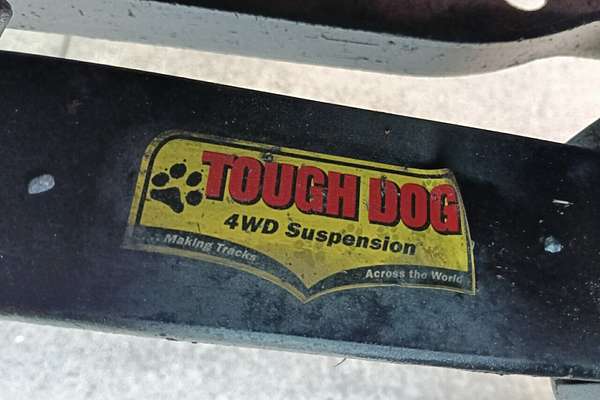 TOUGH DOG
4WD Suspension
Making Tracks
Across the World